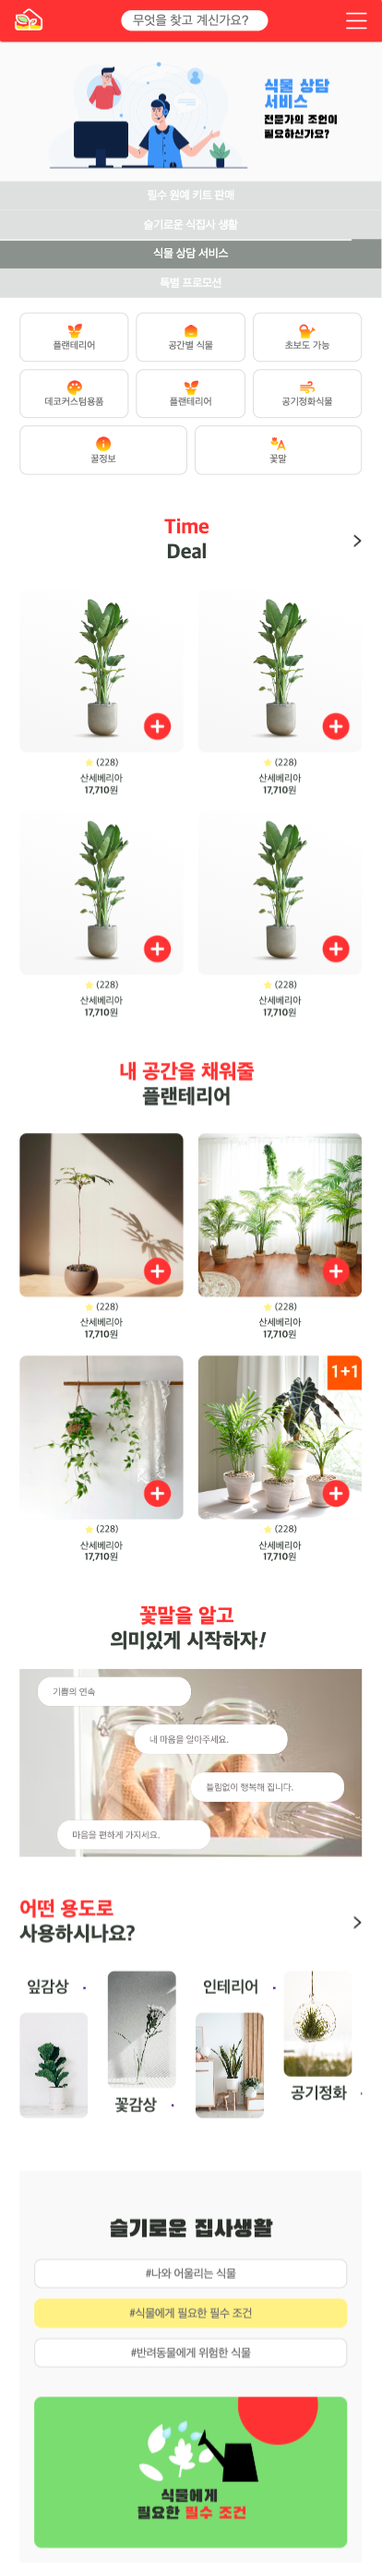 무엇을 찾고 계신가요?
식물 상담
서비스
전문가의 조언이
필요하신가요?
필수 원예 키트 판매
슬기로운 식집사 생활
식물 상담 서비스
특별 프로모션
플랜테리어
공간별 식물
초보도 가능
데코커스텀용품
플랜테리어
공기정화식물
꿀정보
꽃말
Time
Deal
(228)
산세베리아
17,710원
(228)
산세베리아
17,710원
(228)
산세베리아
17,710원
(228)
산세베리아
17,710원
내 공간을 채워줄
플랜테리어
(228)
산세베리아
17,710원
(228)
산세베리아
17,710원
1+1
(228)
산세베리아
17,710원
(228)
산세베리아
17,710원
꽃말을 알고
의미있게 시작하자!
기쁨의 연속
내 마음을 알아주세요.
틀림없이 행복해 집니다.
마음을 편하게 가지세요.
어떤 용도로
사용하시나요?
잎감상
꽃감상
인테리어
공기정화
슬기로운 집사생활
#나와 어울리는 식물
#식물에게 필요한 필수 조건
#반려동물에게 위험한 식물
식물에게
필요한 필수 조건